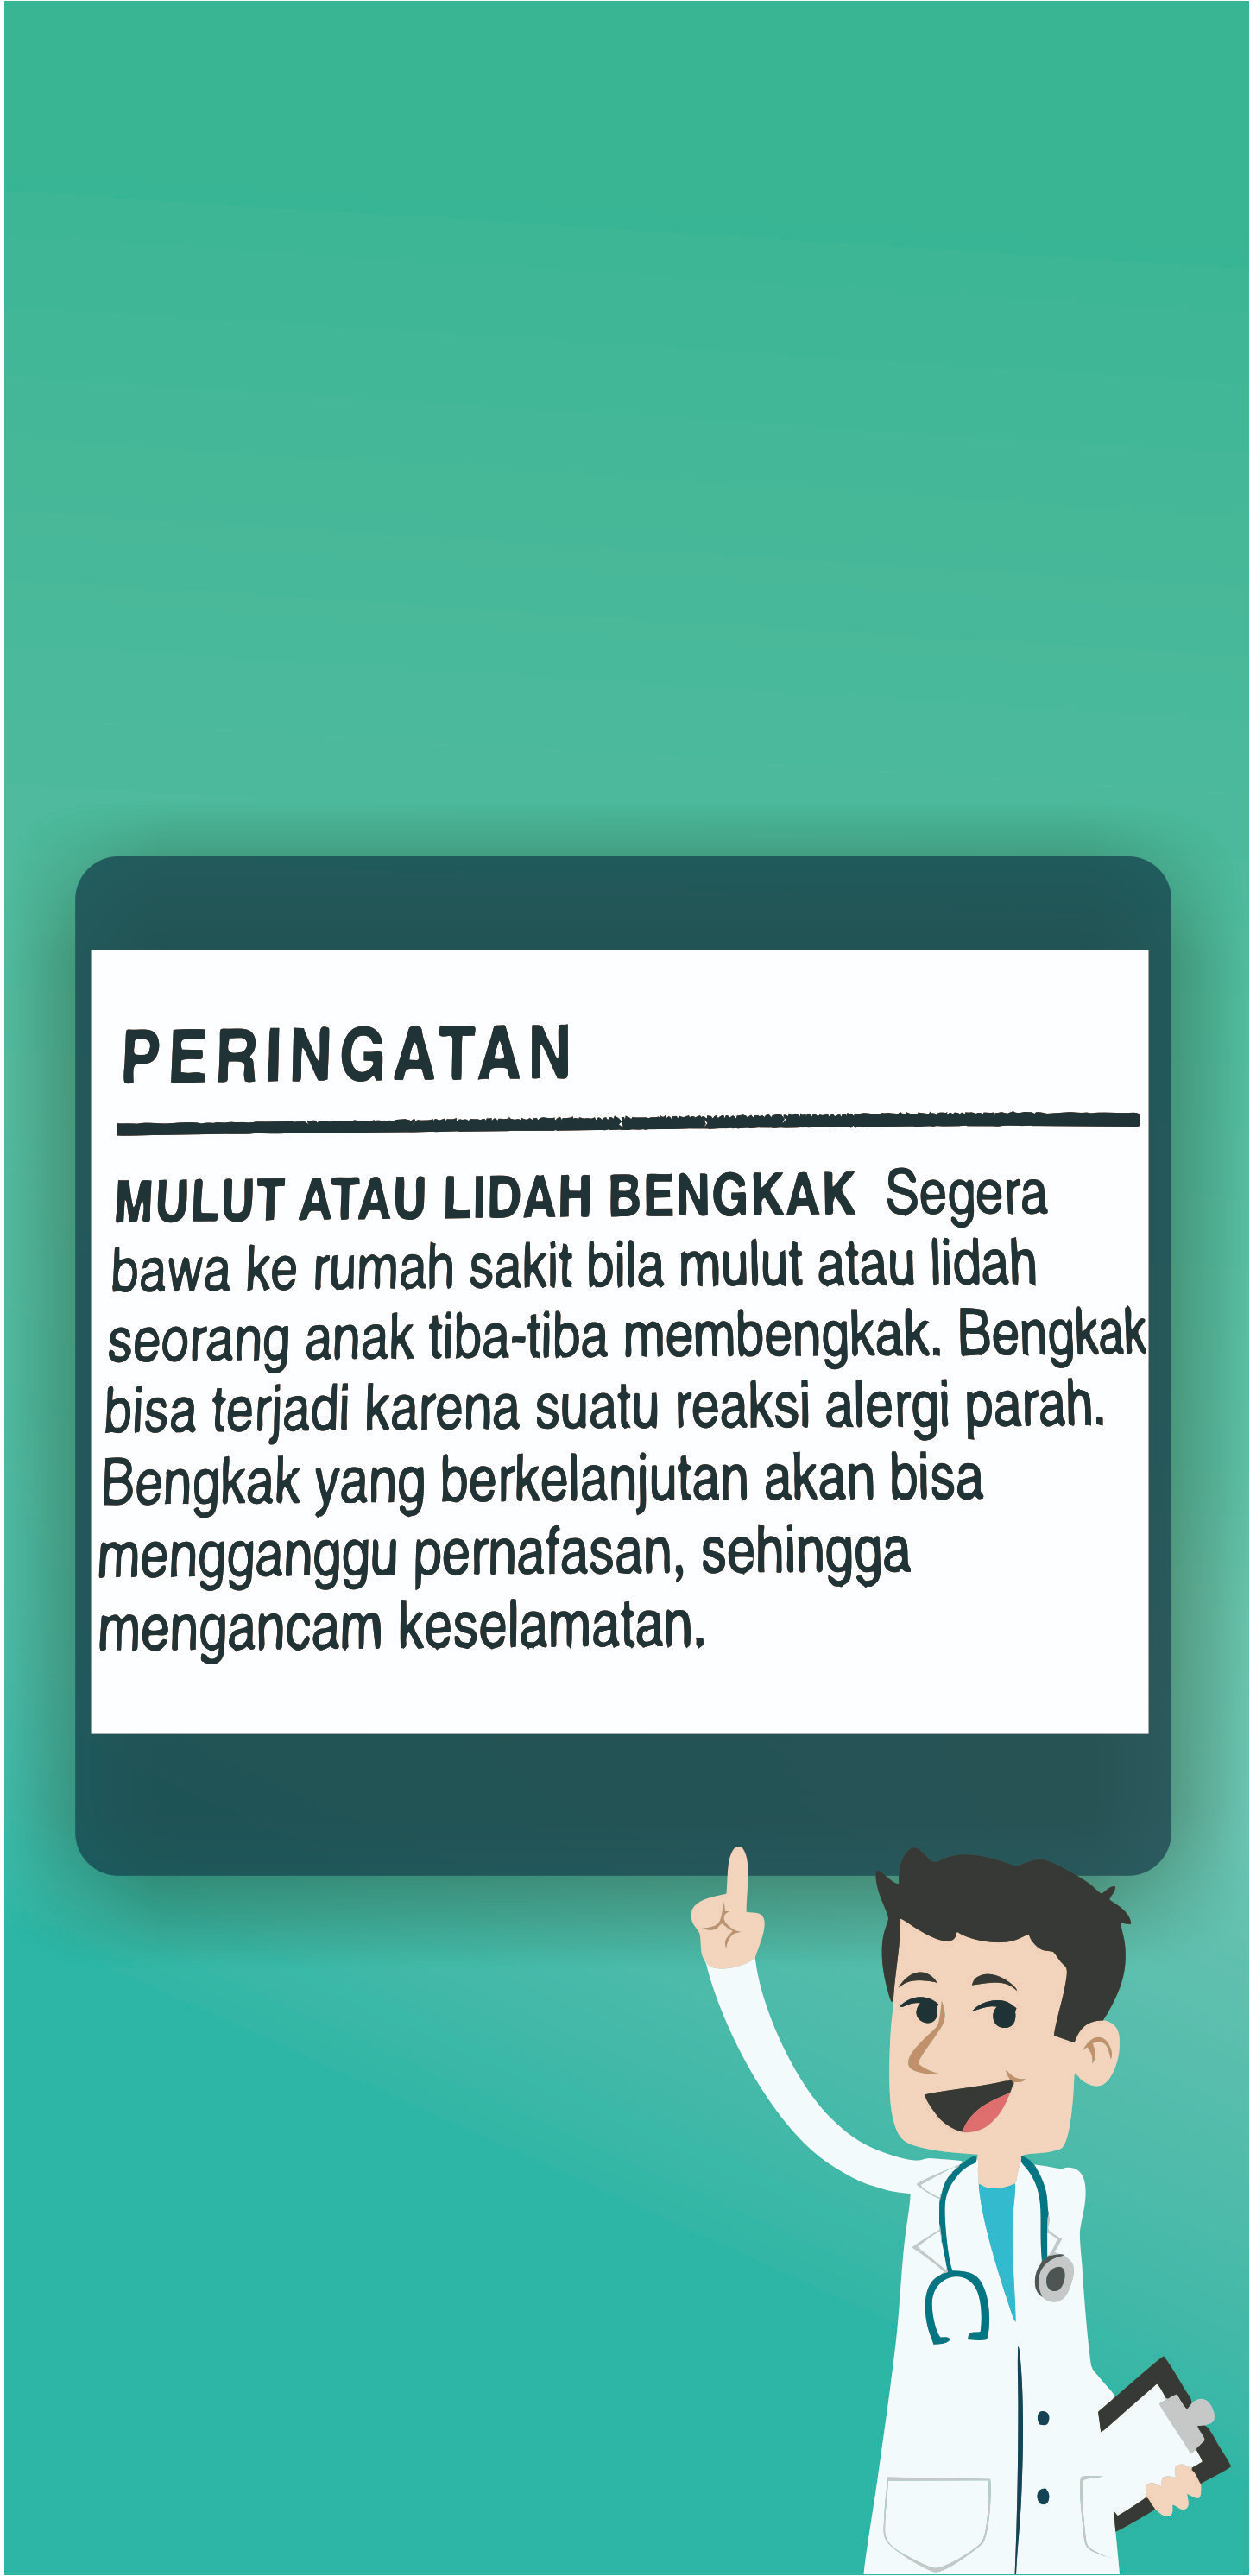 PERINGATAN
MULUT ATAU LIDAH BENGKAK Segera
bawa ke rumah sakit bila mulut atau lidah
seorang anak tiba-tiba membengkak. Bengkak
bisa terjadi karena suatu reaksi alergi parah.
Bengkak yang berkelanjutan akan bisa
mengganggu pernafasan, sehingga
mengancam keselamatan.